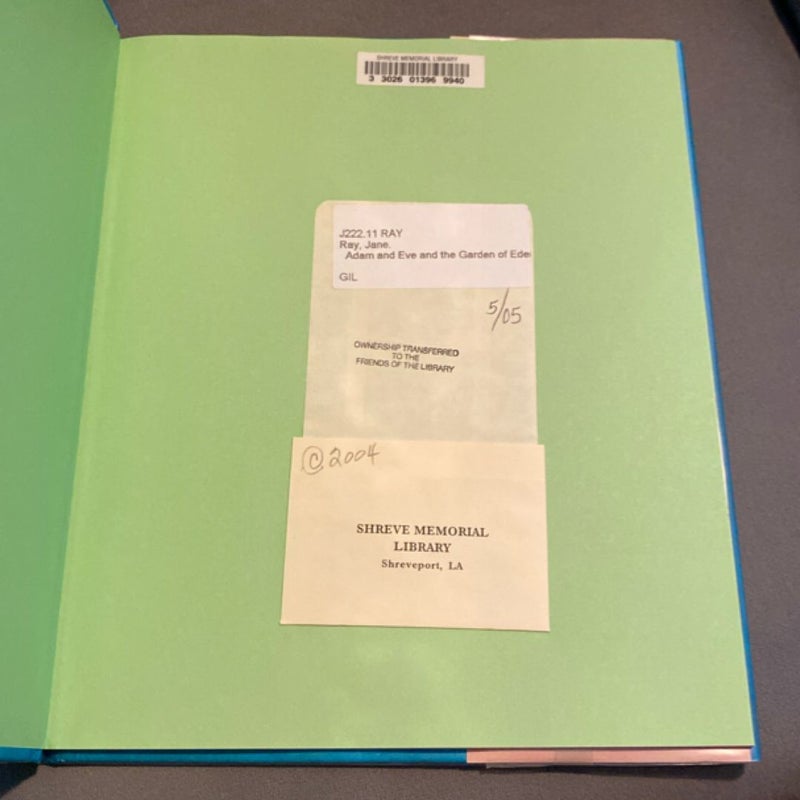 SHREVE MEMORIAL LIBRARY
3 3026 01396 9940
J222.11 RAY
Ray, Jane.
Adam and Eve and the Garden of Ede
GIL
5/05
OWNERSHIP TRANSFERRED
TO THE
FRIENDS OF THE LIBRARY
©2004
SHREVE MEMORIAL
LIBRARY
Shreveport, LA